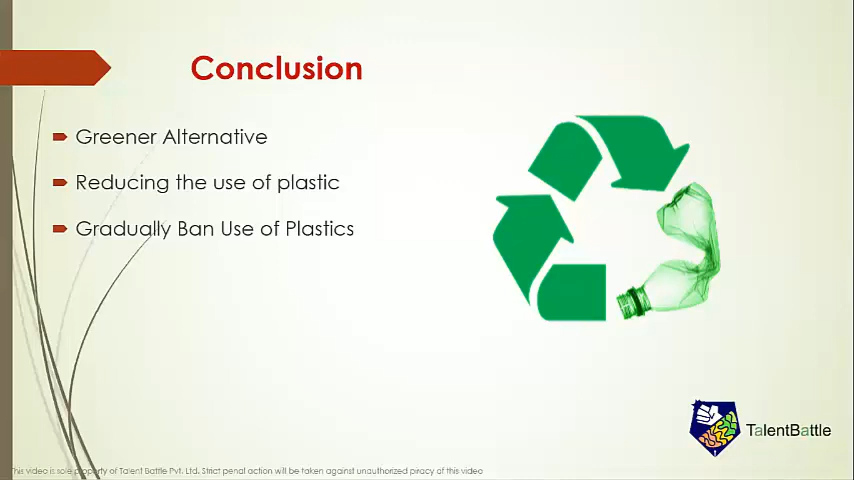 Conclusion
Greener Alternative
Reducing the use of plastic
Gradually Ban Use of Plastics
TalentBattle
This video is sole property of Talent Battle Pvt. Ltd. Strict penal action will be taken against unauthorized piracy of this video